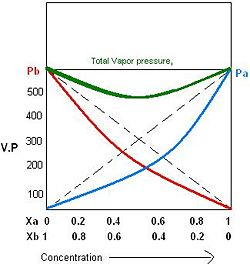 Total Vapor pressure,
Pb Pa
500
400
300
V.P
200
100
Xa 0 0.2 0.4 0.6 0.8 1
Xb 1 0.8 0.6 0.4 0.2 0
Concentration